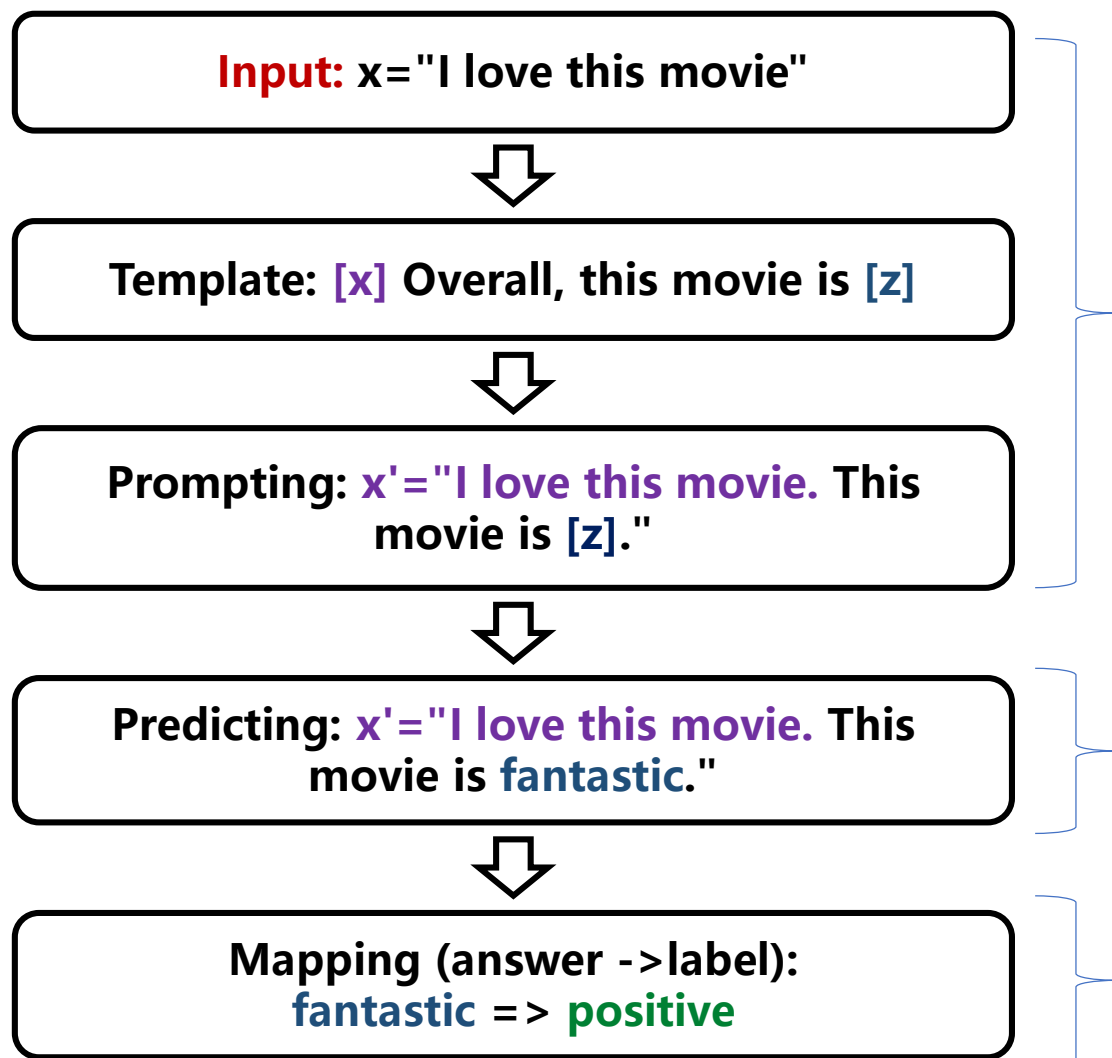 Input: x="I love this movie"
Template: [x] Overall, this movie is [z]
Prompting: x'="I love this movie. This
movie is [z]."
Predicting: x'="I love this movie. This
movie is fantastic."
Mapping (answer ->label):
fantastic => positive